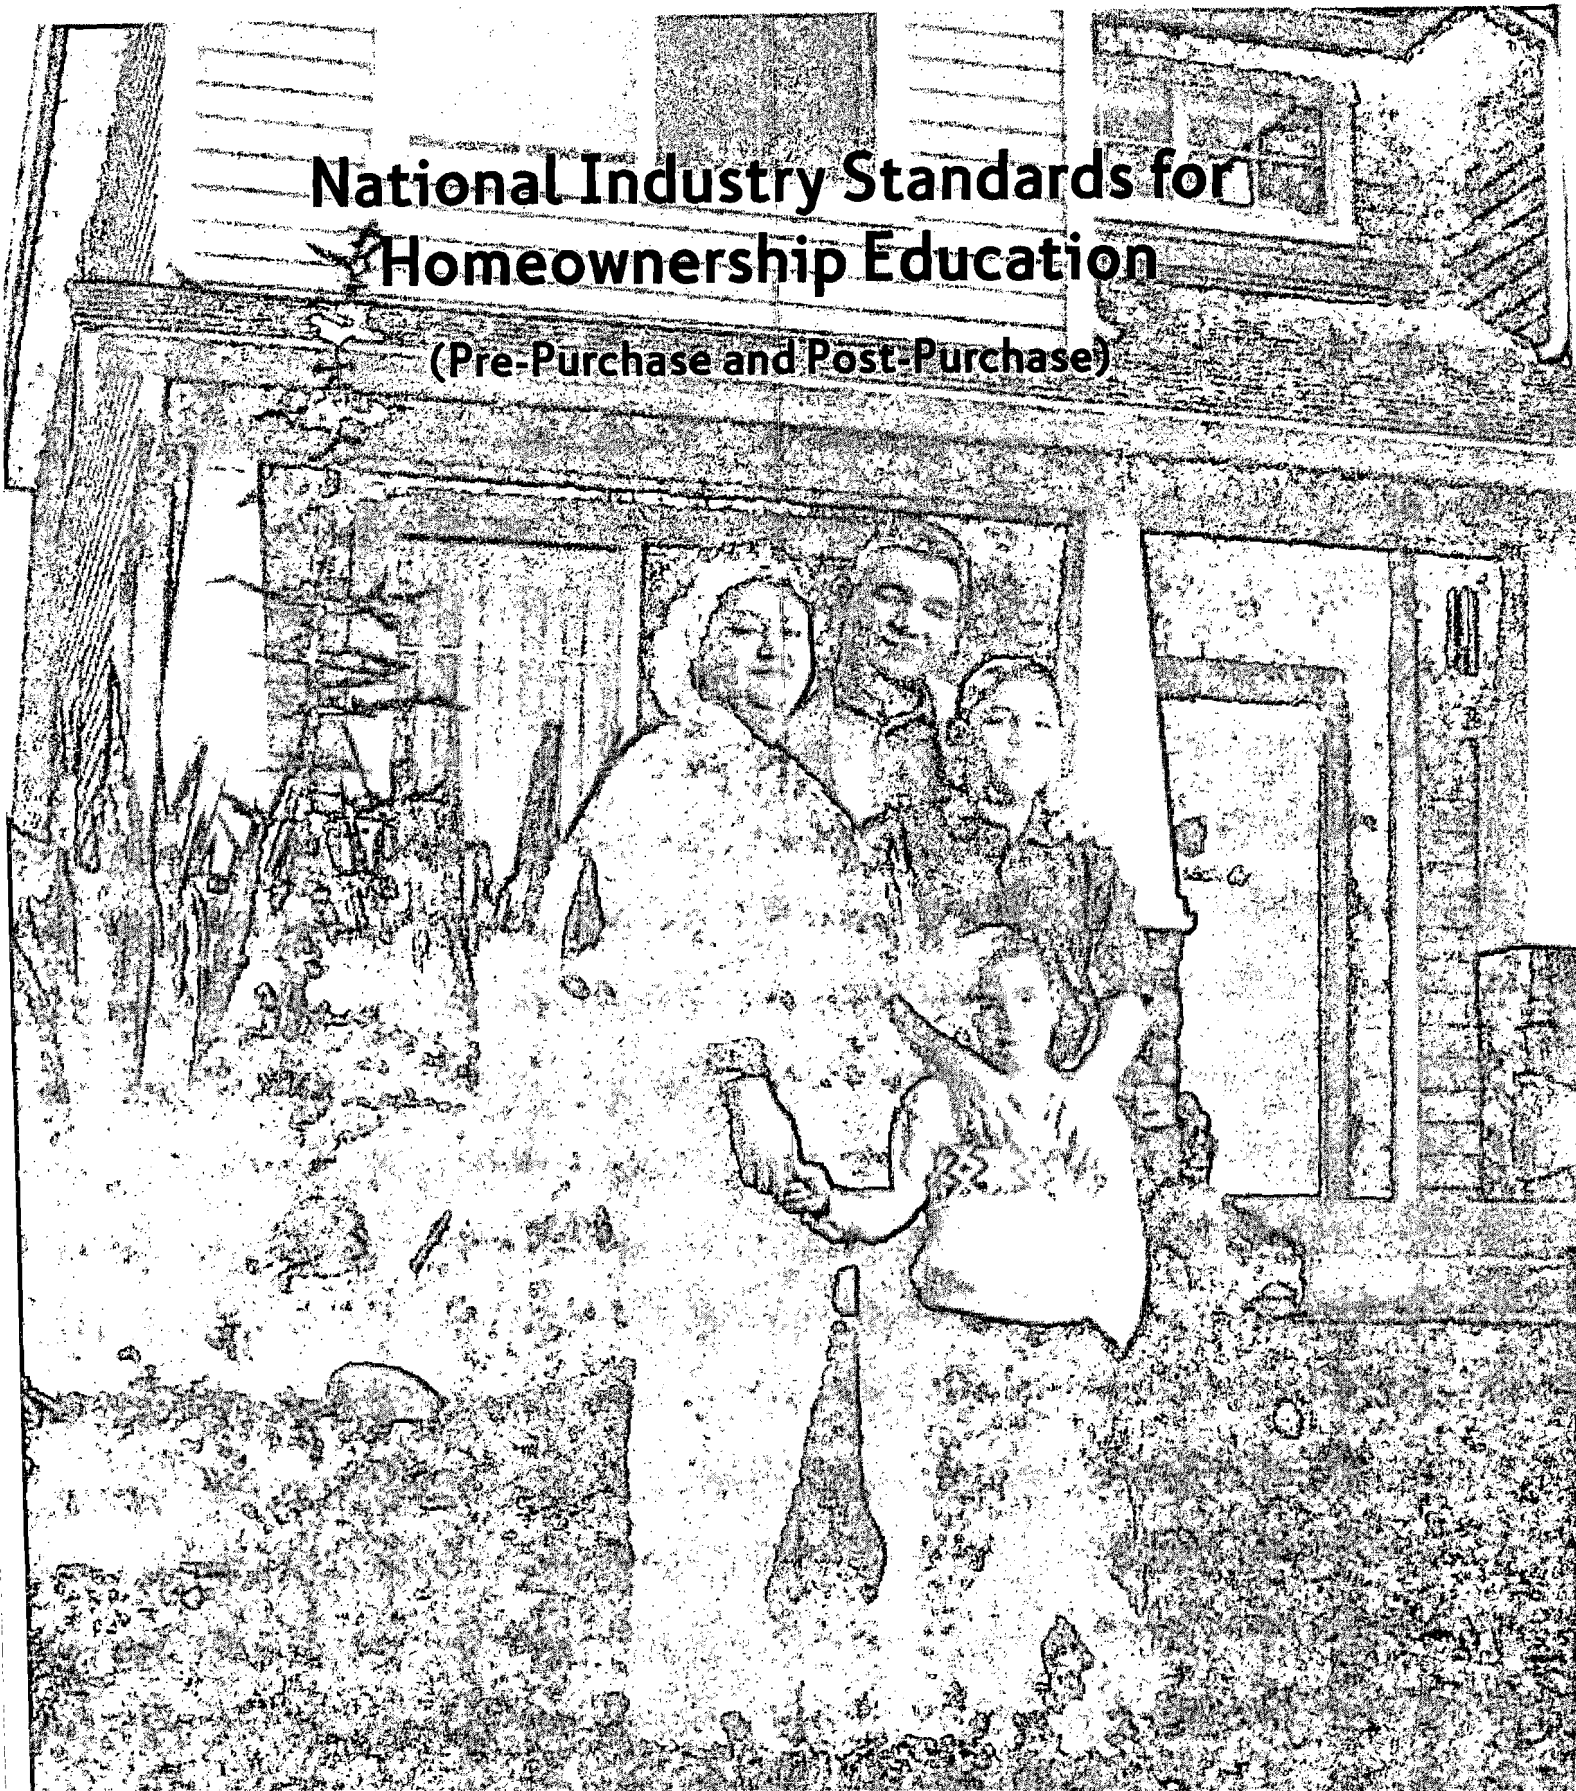 National Industry Standards for
Homeownership Education
(Pre-Purchase and Post-Purchase)